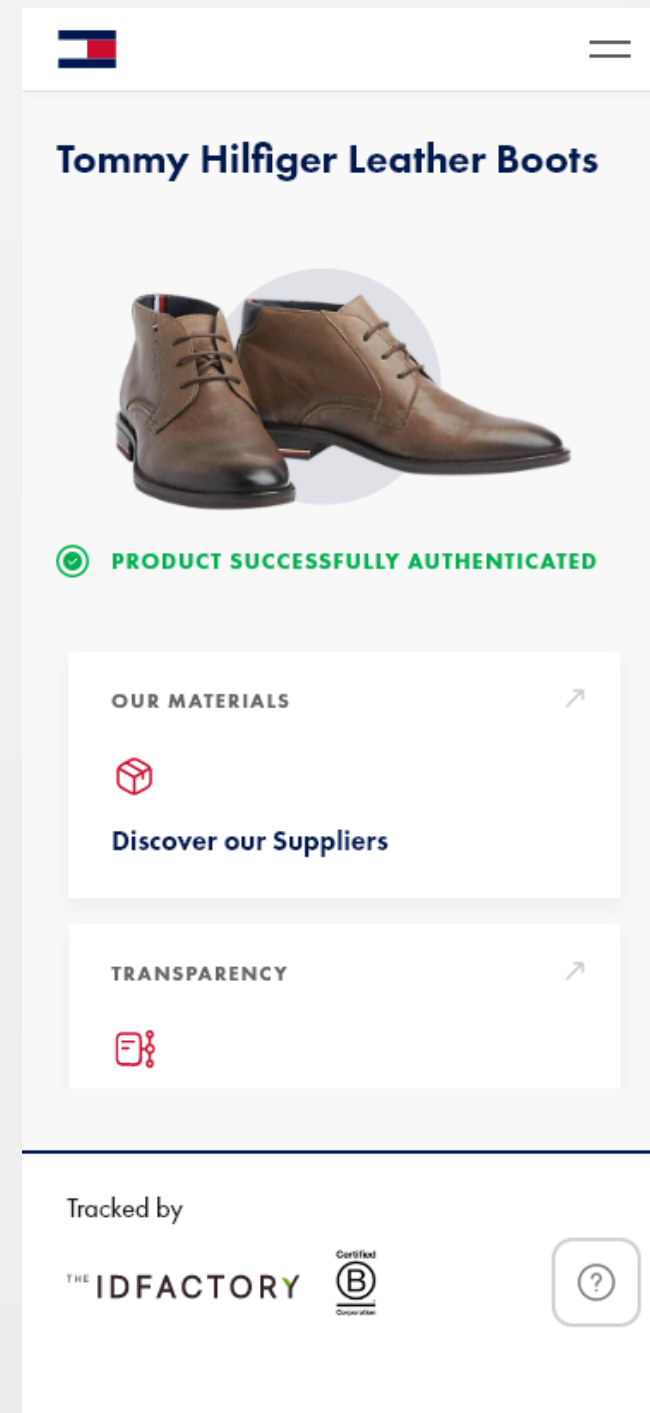 Tommy Hilfiger Leather Boots
PRODUCT SUCCESSFULLY AUTHENTICATED
OUR MATERIALS
Discover our Suppliers
TRANSPARENCY
Tracked by
THE IDFACTORY
Certified
B
Corporation
?